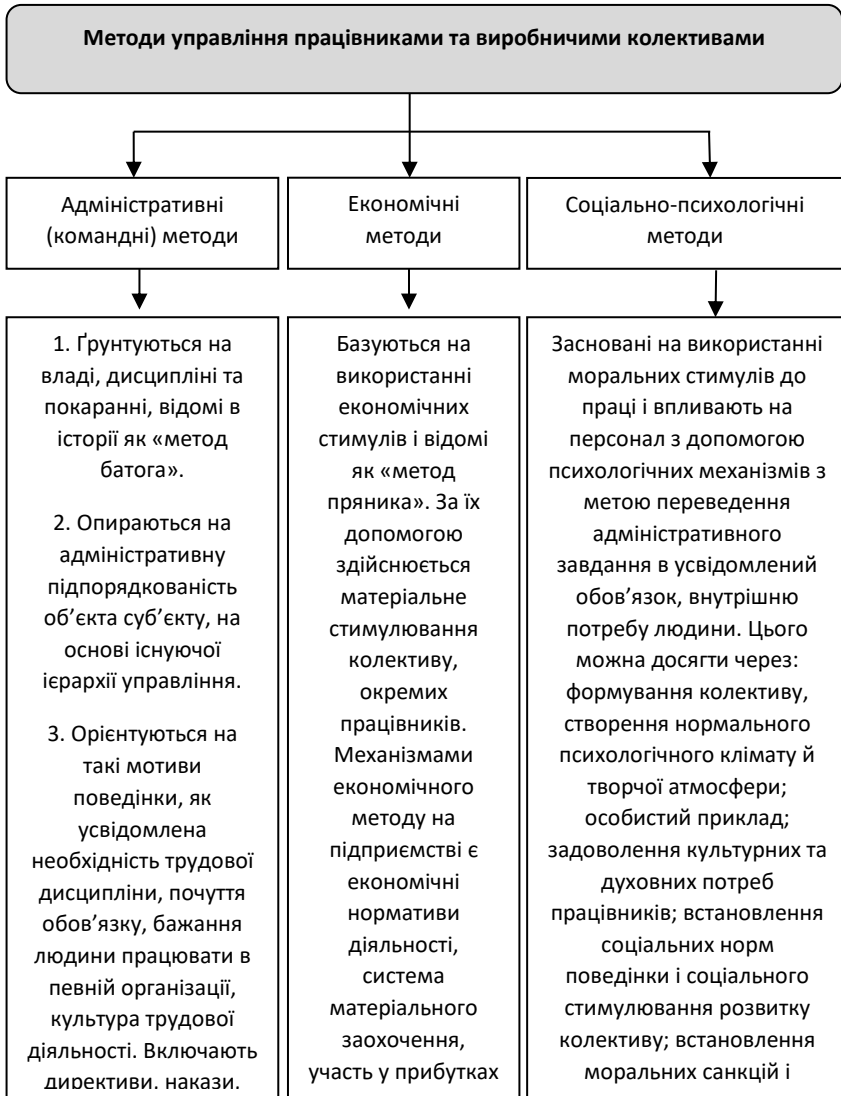 Методи управління працівниками та виробничими колективами
Адміністративні
(командні) методи
Економічні
методи
Соціально-психологічні
методи
1. Ґрунтуються на
владі, дисципліні та
покаранні, відомі в
історії як «метод
батога».
2. Опираються на
адміністративну
підпорядкованість
об’єкта суб’єкту, на
основі існуючої
ієрархії управління.
3. Орієнтуються на
такі мотиви
поведінки, як
усвідомлена
необхідність трудової
дисципліни, почуття
обов’язку, бажання
людини працювати в
певній організації,
культура трудової
діяльності. Включають
директиви, накази,
Базуються на
використанні
економічних
стимулів і відомі
як «метод
пряника». За їх
допомогою
здійснюється
матеріальне
стимулювання
колективу,
окремих
працівників.
Механізмами
економічного
методу на
підприємстві є
економічні
нормативи
діяльності,
система
матеріального
заохочення,
участь у прибутках
Засновані на використанні
моральних стимулів до
праці і впливають на
персонал з допомогою
психологічних механізмів з
метою переведення
адміністративного
завдання в усвідомлений
обов’язок, внутрішню
потребу людини. Цього
можна досягти через:
формування колективу,
створення нормального
психологічного клімату й
творчої атмосфери;
особистий приклад;
задоволення культурних та
духовних потреб
працівників; встановлення
соціальних норм
поведінки і соціального
стимулювання розвитку
колективу; встановлення
моральних санкцій і